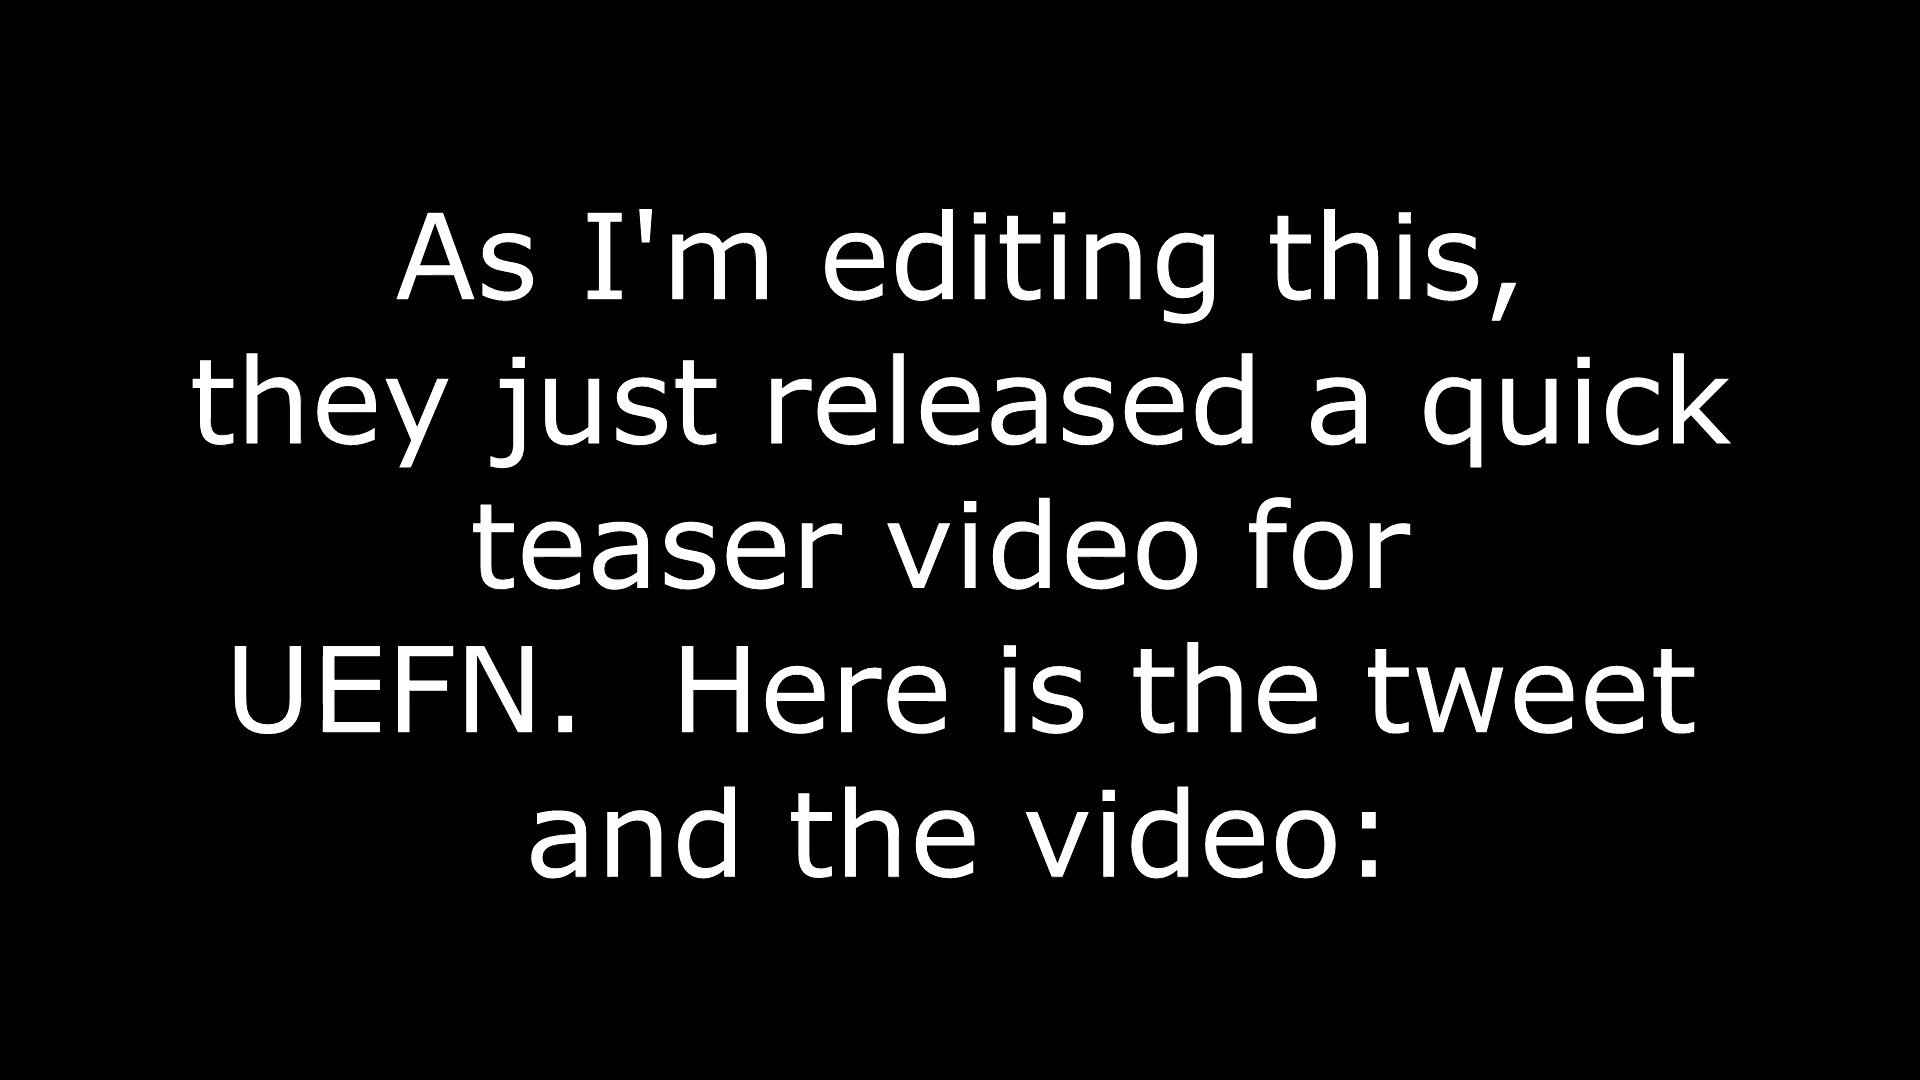 As I'm editing this,
they just released a quick
teaser video for
UEFN.  Here is the tweet
and the video: